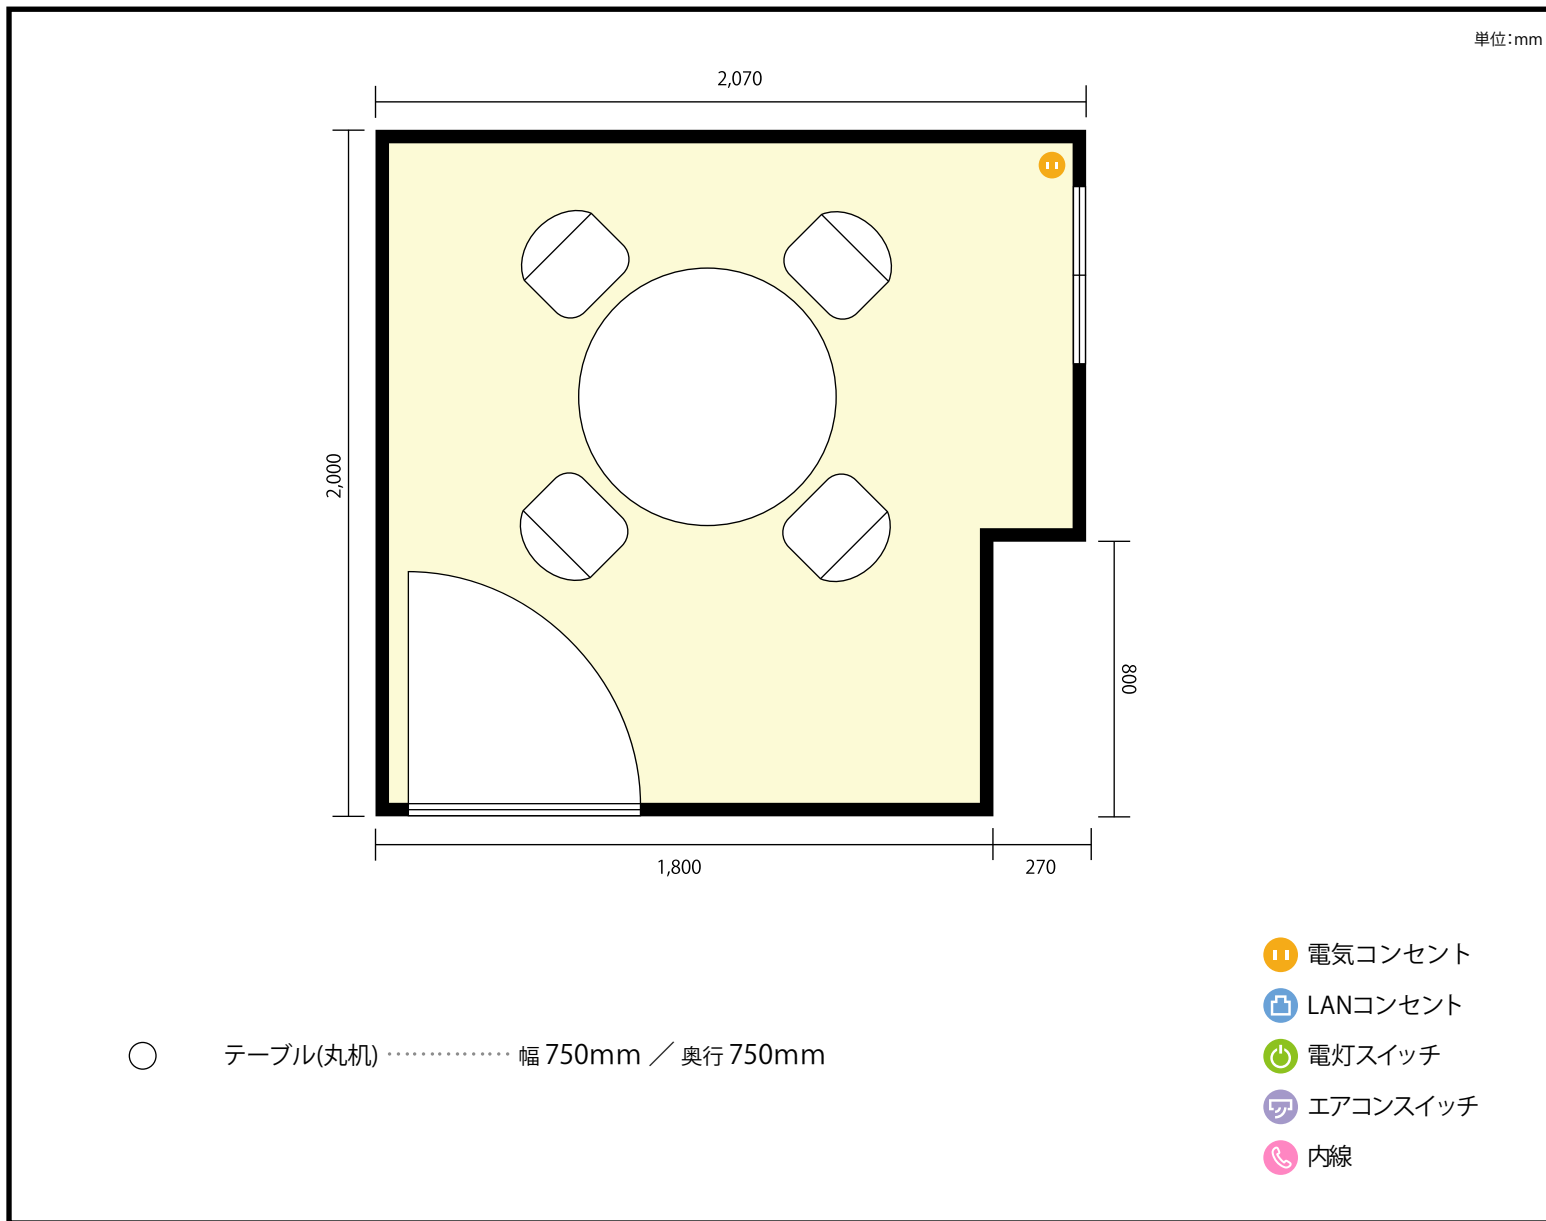 単位：mm
2,070
2,000
800
1,800
270
電気コンセント
LANコンセント
テーブル(丸机) ･･･････････････ 幅 750mm ／ 奥行 750mm
電灯スイッチ
エアコンスイッチ
内線